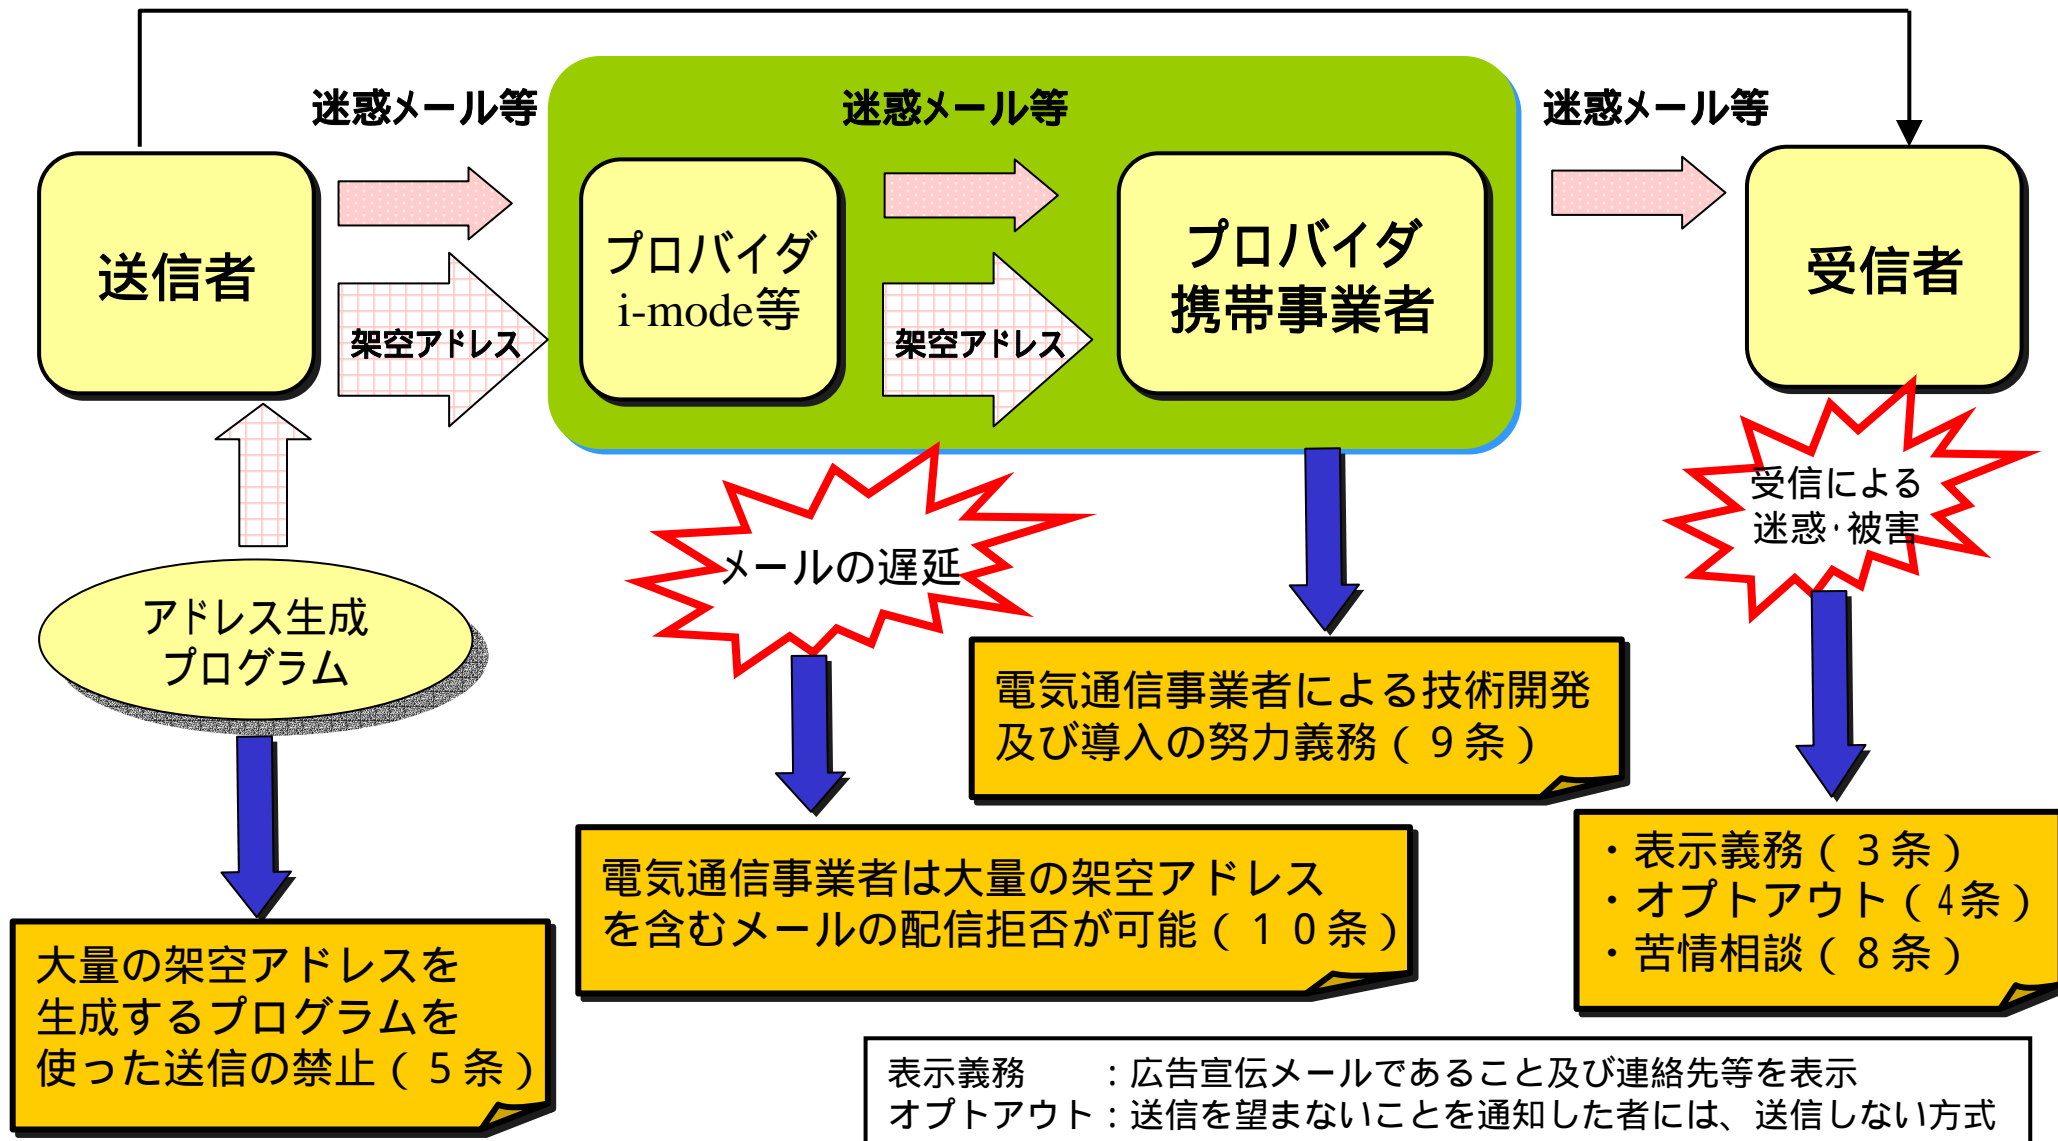 迷惑メール等
迷惑メール等
迷惑メール等
送信者
プロバイダ
i-mode等
プロバイダ
携帯事業者
受信者
架空アドレス
架空アドレス
受信による
迷惑・被害
メールの遅延
アドレス生成
プログラム
電気通信事業者による技術開発
及び導入の努力義務（９条）
電気通信事業者は大量の架空アドレス
を含むメールの配信拒否が可能（１０条）
・表示義務（３条）
・オプトアウト（4条）
・苦情相談（８条）
大量の架空アドレスを
生成するプログラムを
使った送信の禁止（５条）
表示義務　　：広告宣伝メールであること及び連絡先等を表示
オプトアウト：送信を望まないことを通知した者には、送信しない方式